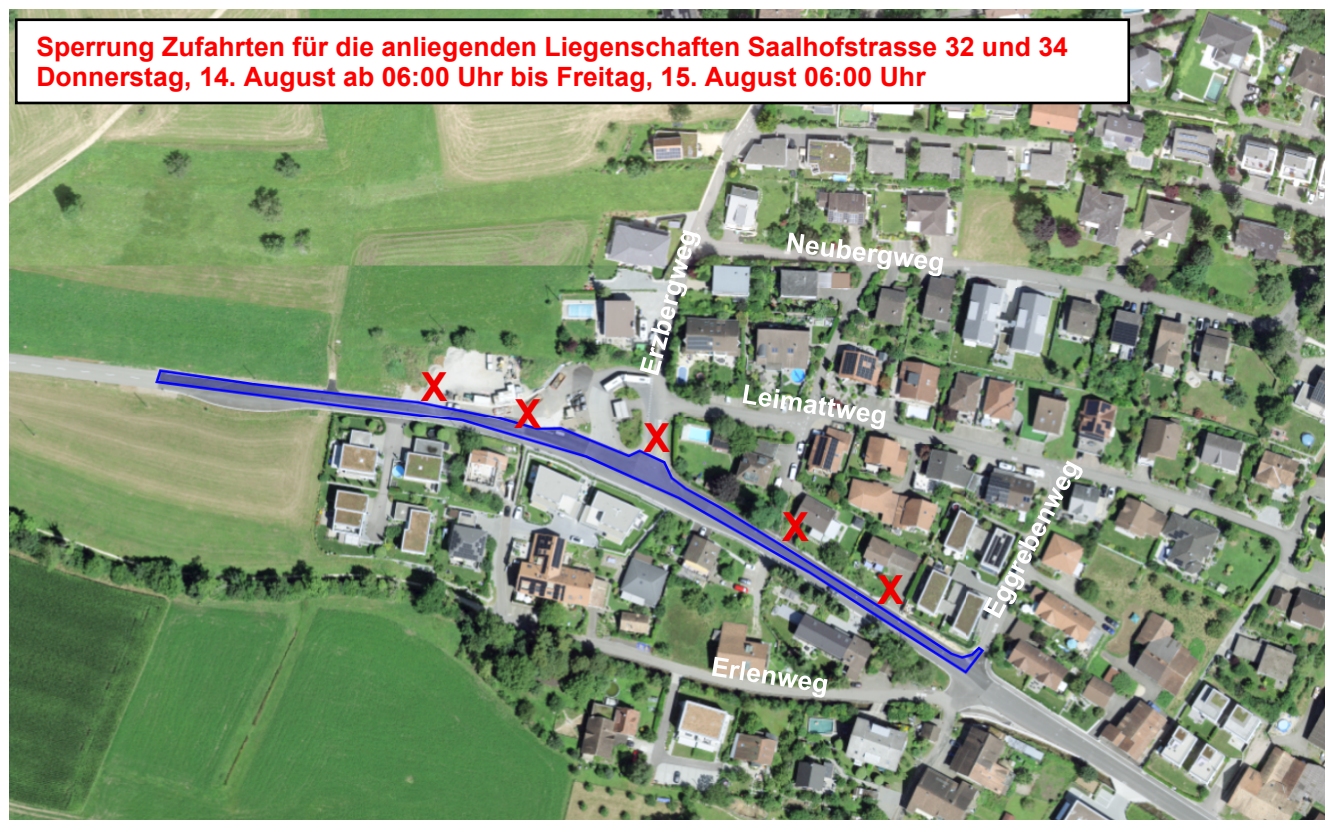 Sperrung Zufahrten für die anliegenden Liegenschaften Saalhofstrasse 32 und 34
Donnerstag, 14. August ab 06:00 Uhr bis Freitag, 15. August 06:00 Uhr
Neubergweg
Erzbergweg
Leimattweg
X
X
X
Eggrebenweg
X
X
Erlenweg